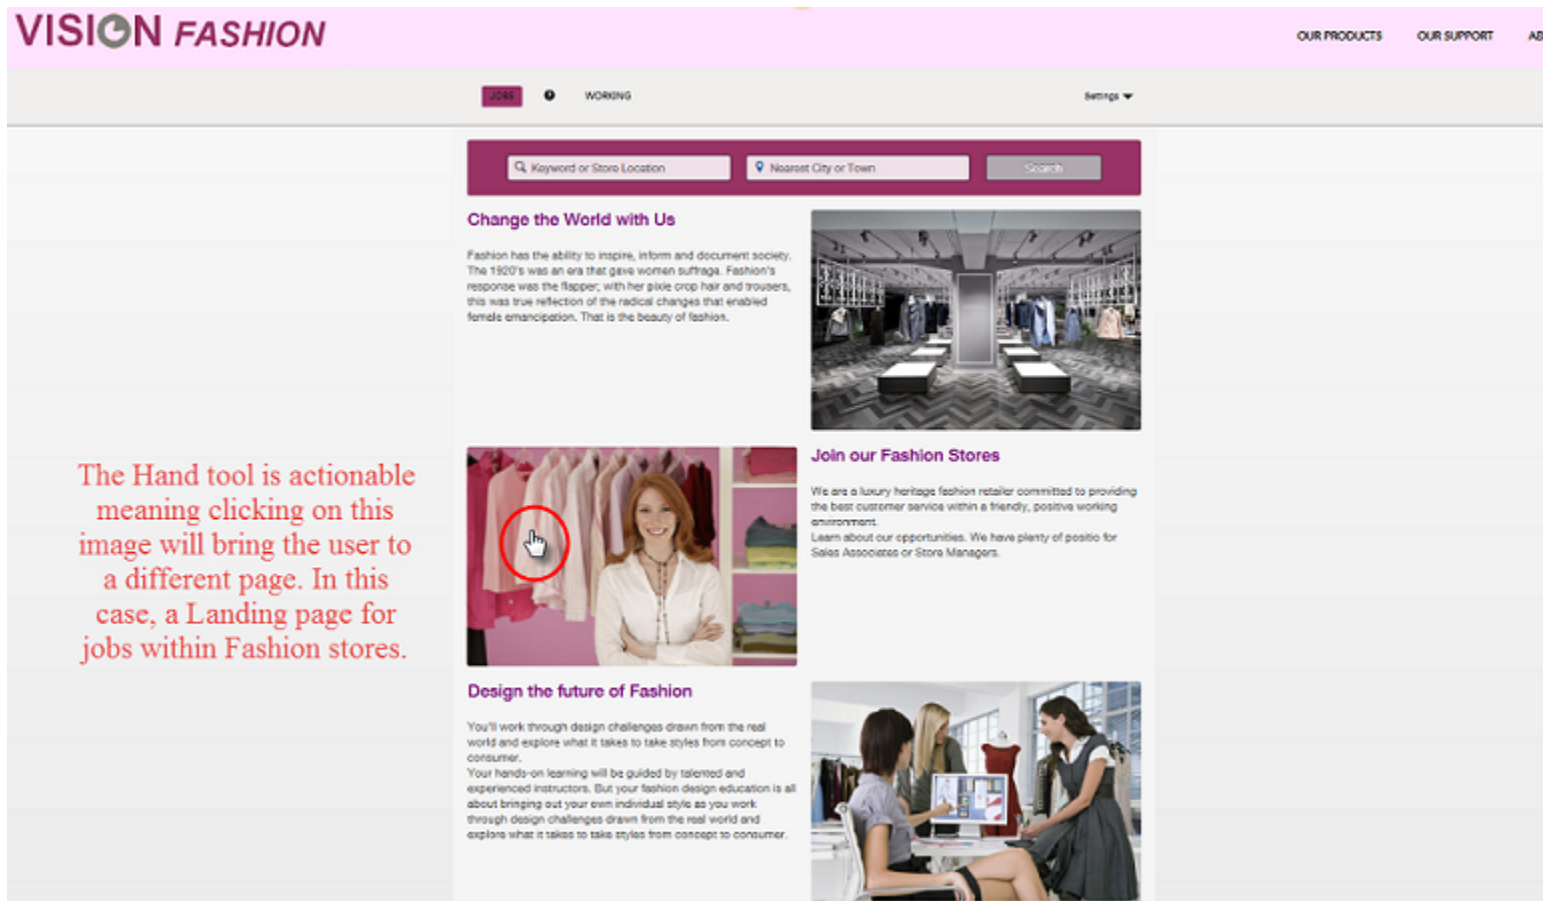 VISION FASHION
OUR PRODUCTS
OUR SUPPORT
AB
JOBS
WORKING
Settings
Keyword or Store Location
Nearest City or Town
Search
Change the World with Us
Fashion has the ability to inspire, inform and document society.
The 1920's was an era that gave women suffrage. Fashion's
response was the flapper; with her pixie crop hair and trousers,
this was true reflection of the radical changes that enabled
female emancipation. That is the beauty of fashion.
The Hand tool is actionable
meaning clicking on this
image will bring the user to
a different page. In this
case, a Landing page for
jobs within Fashion stores.
Join our Fashion Stores
We are a luxury heritage fashion retailer committed to providing
the best customer service within a friendly, positive working
environment.
Learn about our opportunities. We have plenty of positio for
Sales Associates or Store Managers.
Design the future of Fashion
You'll work through design challenges drawn from the real
world and explore what it takes to take styles from concept to
consumer.
Your hands-on learning will be guided by talented and
experienced instructors. But your fashion design education is all
about bringing out your own individual style as you work
through design challenges drawn from the real world and
explore what it takes to take styles from concept to consumer.